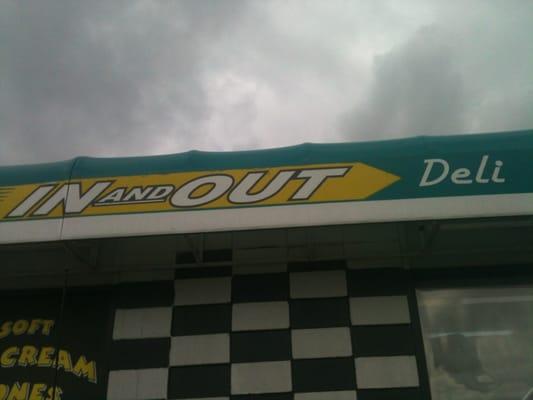 IN AND OUT Deli
SOFT
CREAM